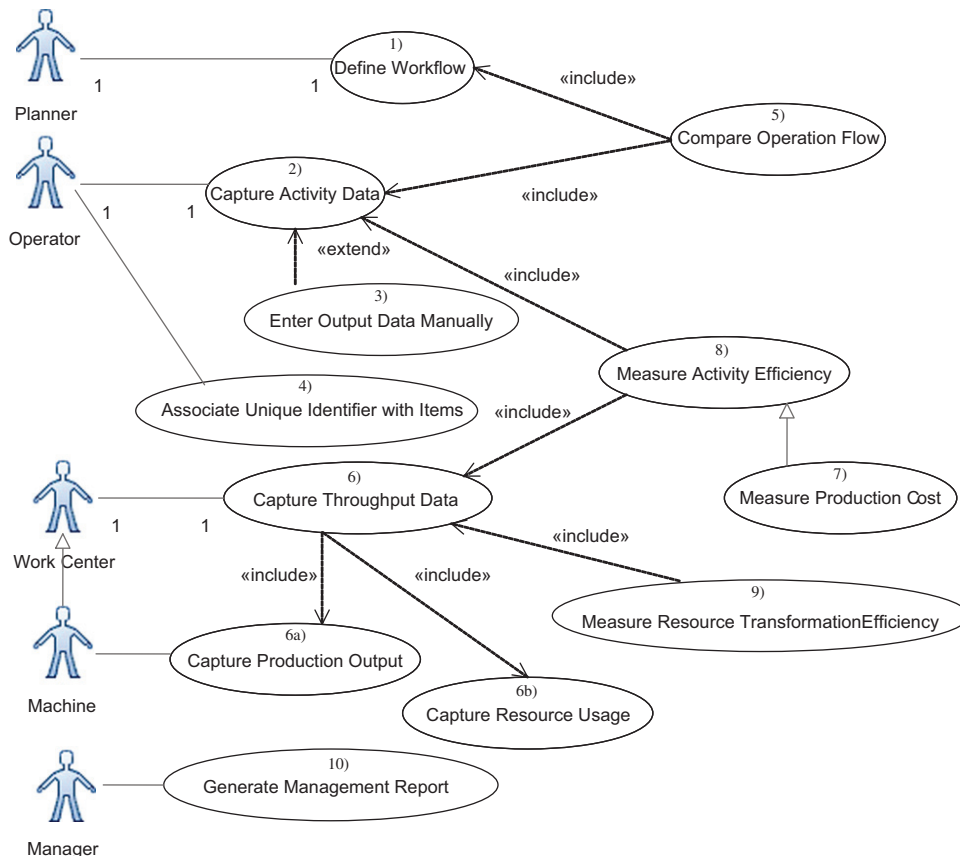 1)
Define Workflow
1
1
Planner
«include»
5)
Compare Operation Flow
2)
Capture Activity Data
1
1
Operator
«include»
«extend»
«include»
3)
Enter Output Data Manually
8)
Measure Activity Efficiency
4)
Associate Unique Identifier with Items
«include»
6)
Capture Throughput Data
7)
Measure Production Cost
1
1
Work Center
«include»
«include»
«include»
9)
Measure Resource TransformationEfficiency
6a)
Capture Production Output
6b)
Capture Resource Usage
Machine
10)
Generate Management Report
Manager